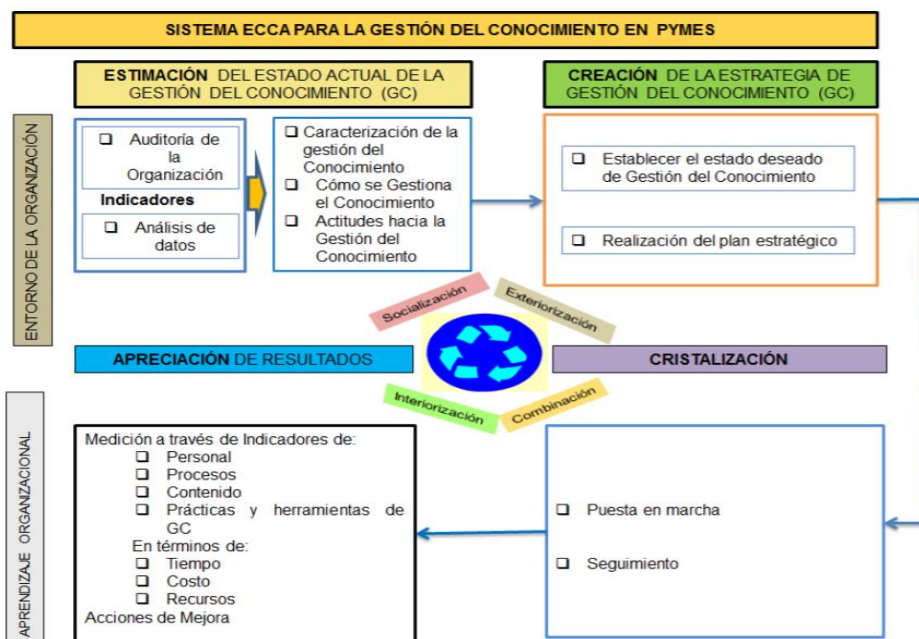 SISTEMA ECCA PARA LA GESTIÓN DEL CONOCIMIENTO EN PYMES
ESTIMACIÓN DEL ESTADO ACTUAL DE LA
GESTIÓN DEL CONOCIMIENTO (GC)
CREACIÓN DE LA ESTRATEGIA DE
GESTIÓN DEL CONOCIMIENTO (GC)
ENTORNO DE LA ORGANIZACIÓN
Auditoría de
la
Organización
Indicadores
Análisis de
datos
Caracterización de la
gestión del
Conocimiento
Cómo se Gestiona
el Conocimiento
Actitudes hacia la
Gestión del
Conocimiento
Establecer el estado deseado
de Gestión del Conocimiento
Realización del plan estratégico
Socialización
Exteriorización
APRECIACIÓN DE RESULTADOS
CRISTALIZACIÓN
Interiorización
Combinación
APRENDIZAJE ORGANIZACIONAL
Medición a través de Indicadores de:
Personal
Procesos
Contenido
Prácticas y herramientas de
GC
En términos de:
Tiempo
Costo
Recursos
Acciones de Mejora
Puesta en marcha
Seguimiento